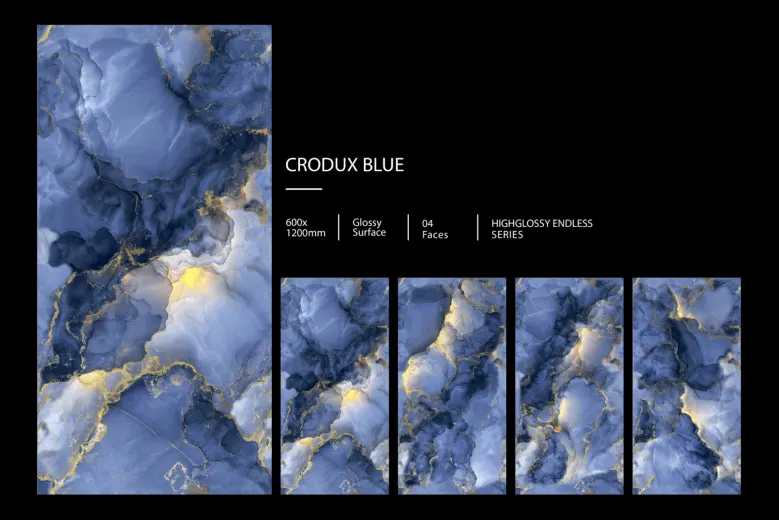 CRODUX BLUE
600x
1200mm
Glossy
Surface
04
Faces
HIGHGLOSSY ENDLESS
SERIES